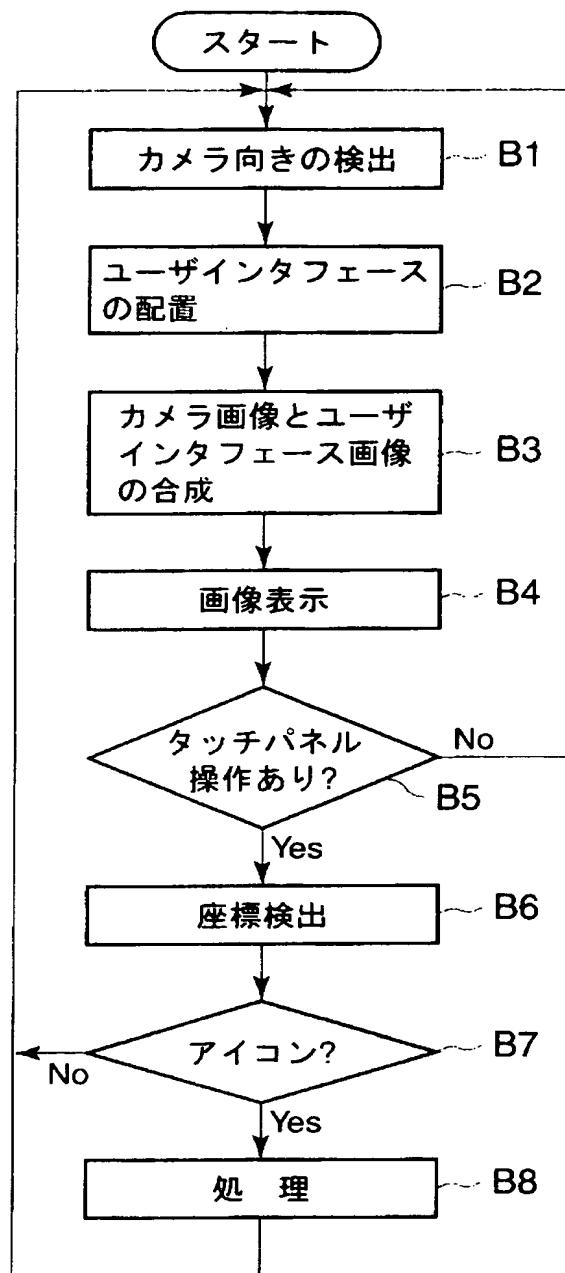 スタート
カメラ向きの検出
B1
ユーザインタフェース
の配置
B2
カメラ画像とユーザ
インタフェース画像
の合成
B3
画像表示
B4
タッチパネル
操作あり?
No
B5
Yes
座標検出
B6
アイコン?
B7
No
Yes
処 理
B8